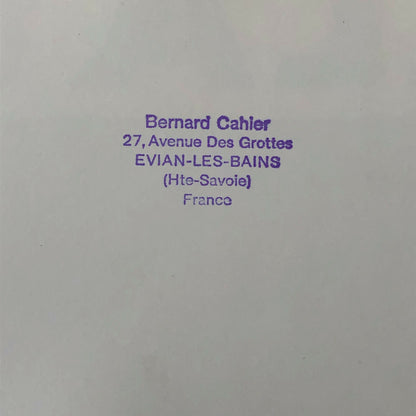 Bernard Cahier
27, Avenue Des Grottes
EVIAN-LES-BAINS
(Hte-Savoie)
France